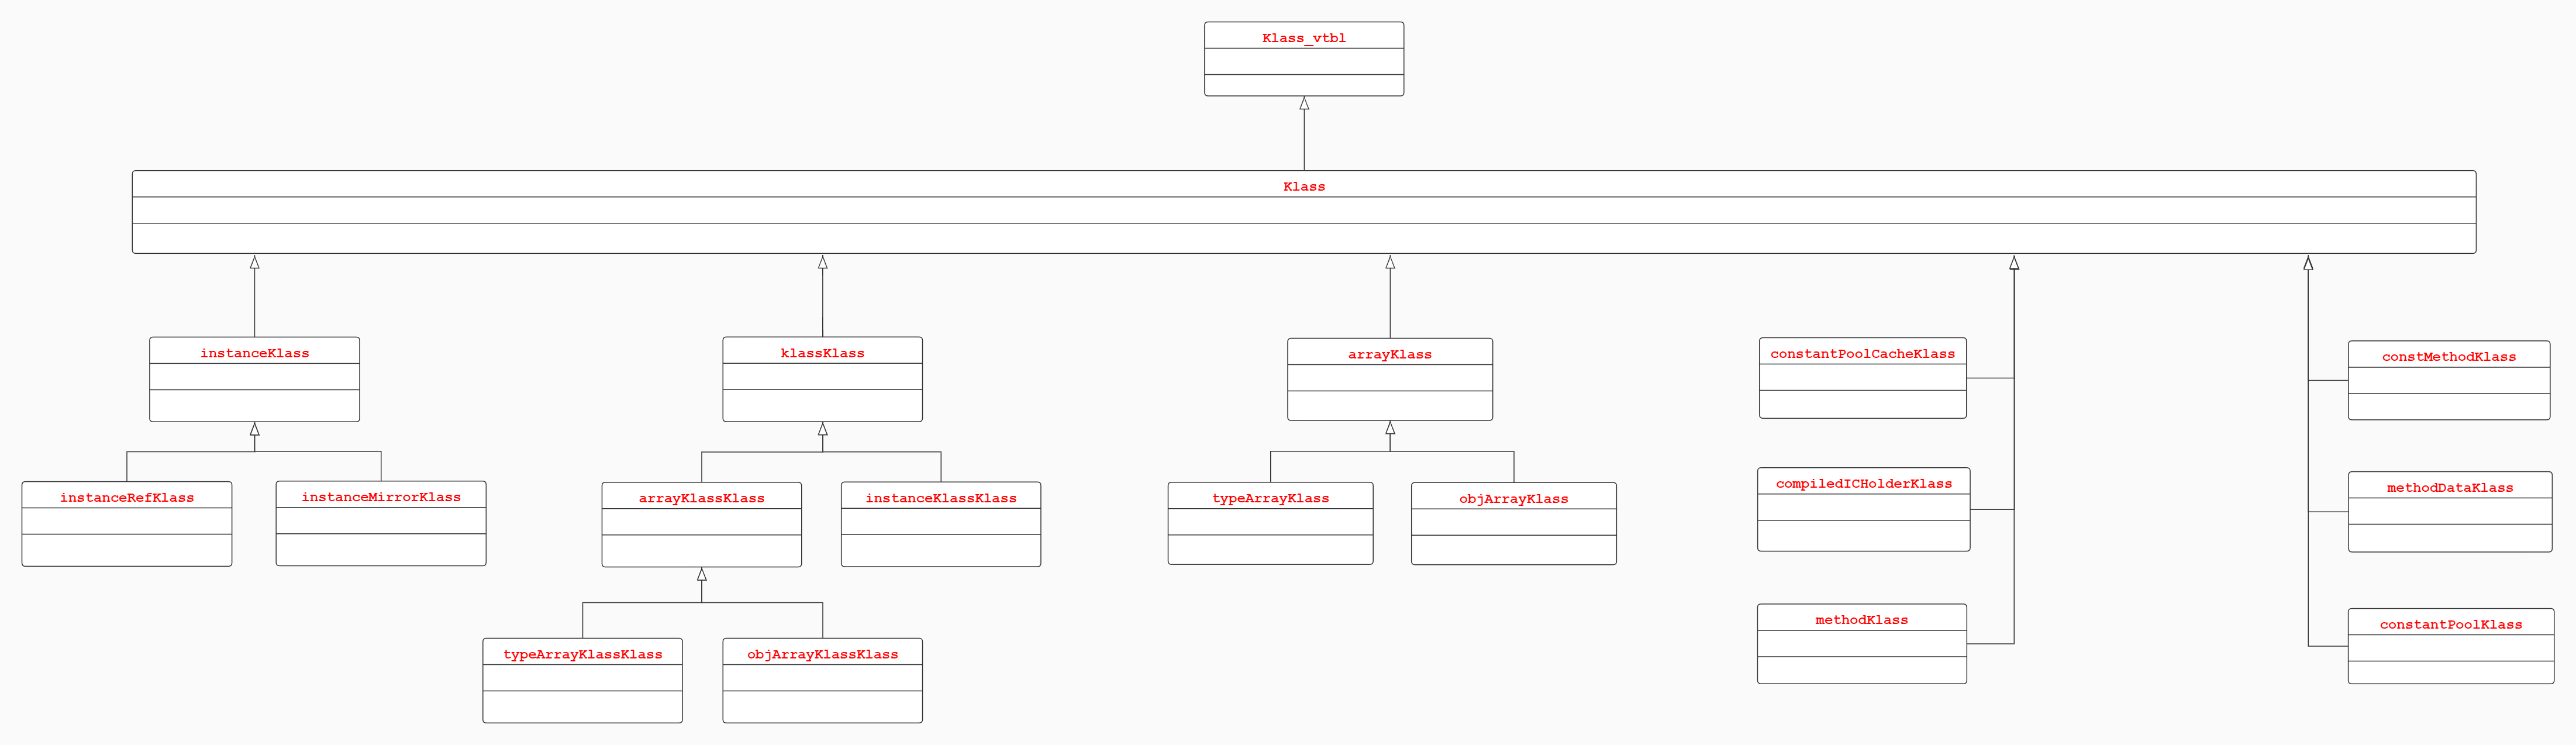 Klass_vtbl
Klass
instanceKlass
klassKlass
arrayKlass
constantPoolCacheKlass
constMethodKlass
instanceRefKlass
instanceMirrorKlass
arrayKlassKlass
instanceKlassKlass
typeArrayKlass
objArrayKlass
compiledICHolderKlass
methodDataKlass
typeArrayKlassKlass
objArrayKlassKlass
methodKlass
constantPoolKlass